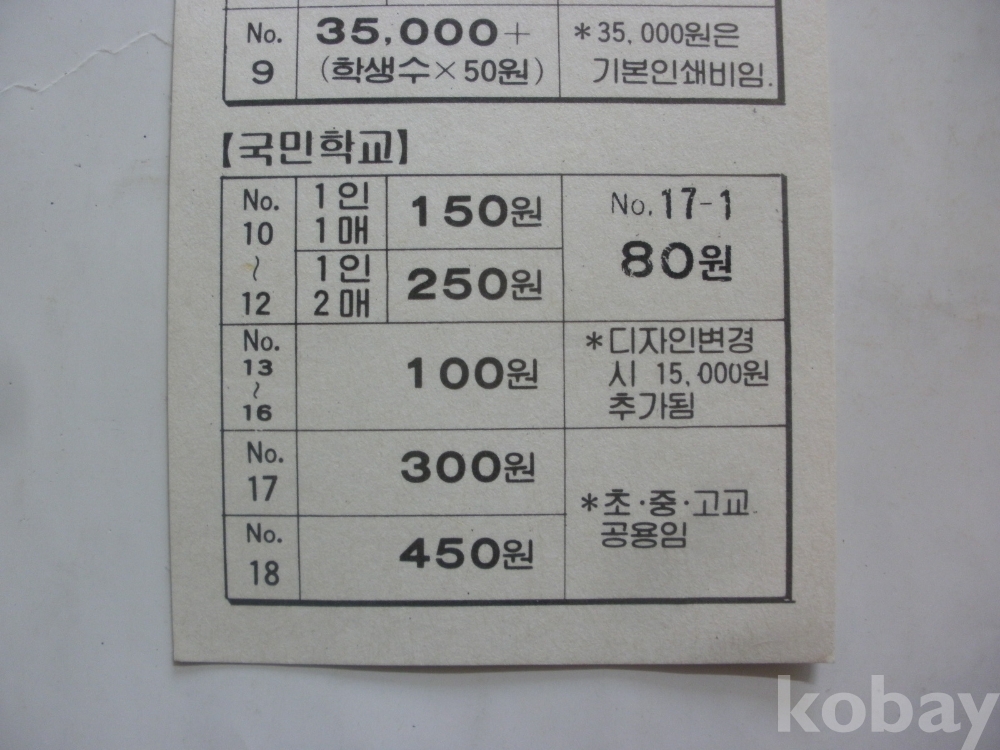 No. 35,000+ *35,000원은
9 (학생수×50원) 기본인쇄비임.
【국민학교】
No. 1인 150원 No. 17-1
10 1매 80원
~ 1인 250원
12 2매
No. 100원 *디자인변경
13 시 15,000원
~ 추가됨
16
No. 300원
17 *초·중·고교
No. 450원 공용임
18
kobay